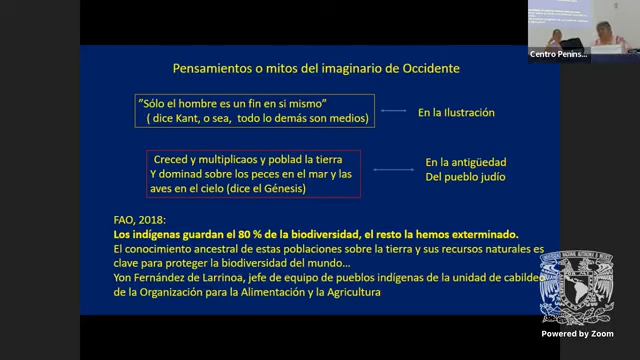 Pensamientos o mitos del imaginario de Occidente
”Sólo el hombre es un fin en si mismo”
( dice Kant, o sea, todo lo demás son medios)
En la Ilustración
Creced y multiplicaos y poblad la tierra
Y dominad sobre los peces en el mar y las
aves en el cielo (dice el Génesis)
En la antigüedad
Del pueblo judío
FAO, 2018:
Los indígenas guardan el 80 % de la biodiversidad, el resto la hemos exterminado.
El conocimiento ancestral de estas poblaciones sobre la tierra y sus recursos naturales es
clave para proteger la biodiversidad del mundo…
Yon Fernández de Larrinoa, jefe de equipo de pueblos indígenas de la unidad de cabildeo
de la Organización para la Alimentación y la Agricultura
Centro Penins...
Powered by Zoom